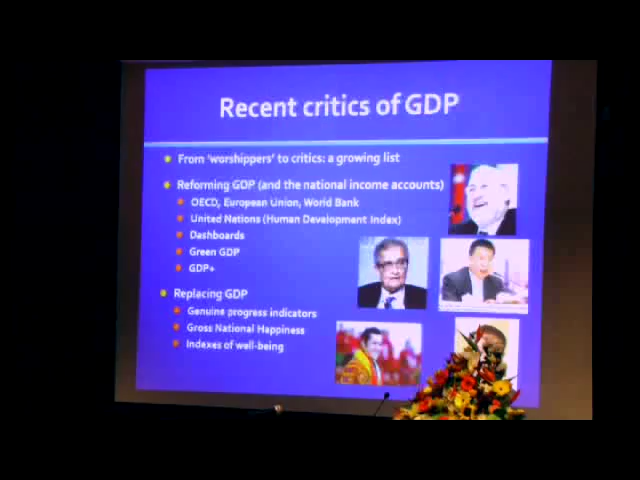 Recent critics of GDP
From 'worshippers' to critics: a growing list
Reforming GDP (and the national income accounts)
OECD, European Union, World Bank
United Nations (Human Development Index)
Dashboards
Green GDP
GDP+
Replacing GDP
Genuine progress indicators
Gross National Happiness
Indexes of well-being